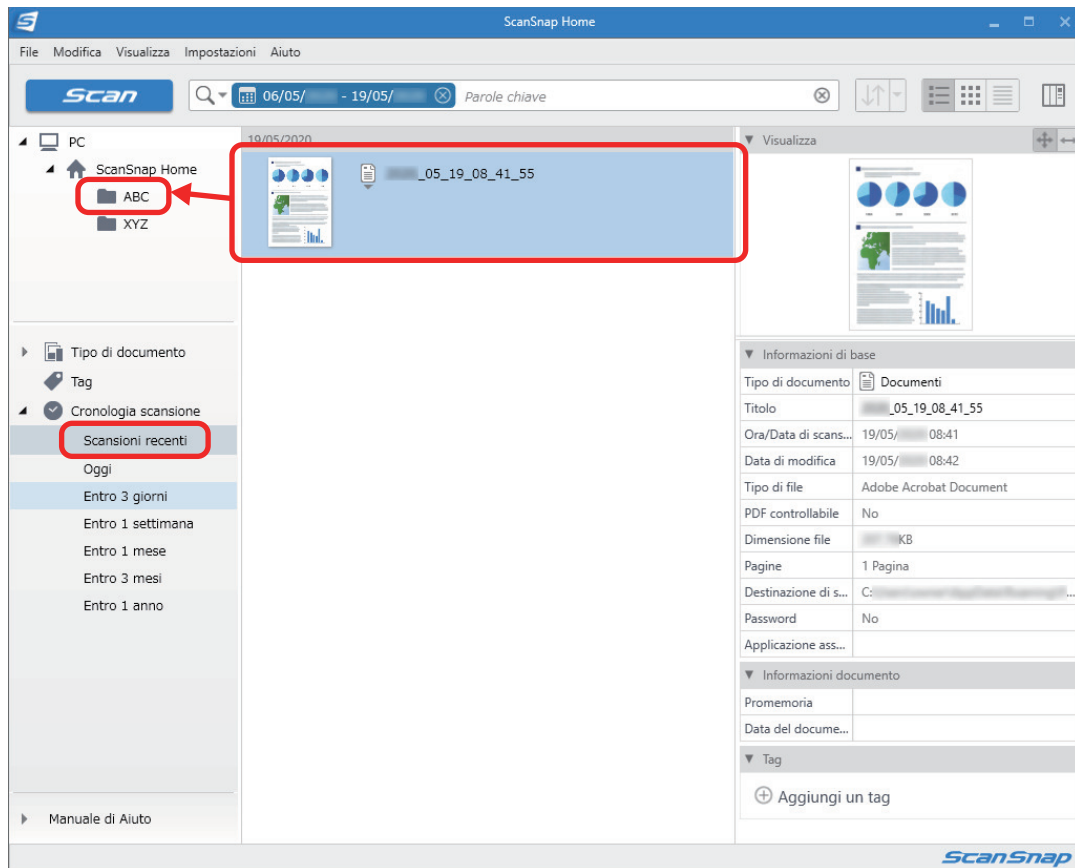 ScanSnap Home
File Modifica Visualizza Impostazioni Aiuto
Scan
06/05/ - 19/05/ Parole chiave
PC
ScanSnap Home
ABC
XYZ
Tipo di documento
Tag
Cronologia scansione
Scansioni recenti
Oggi
Entro 3 giorni
Entro 1 settimana
Entro 1 mese
Entro 3 mesi
Entro 1 anno
Manuale di Aiuto
19/05/2020
_05_19_08_41_55
Visualizza
Informazioni di base
Tipo di documento Documenti
Titolo _05_19_08_41_55
Ora/Data di scans... 19/05/ 08:41
Data di modifica 19/05/ 08:42
Tipo di file Adobe Acrobat Document
PDF controllabile No
Dimensione file KB
Pagine 1 Pagina
Destinazione di s... C: ...
Password No
Applicazione ass...
Informazioni documento
Promemoria
Data del docume...
Tag
Aggiungi un tag
ScanSnap